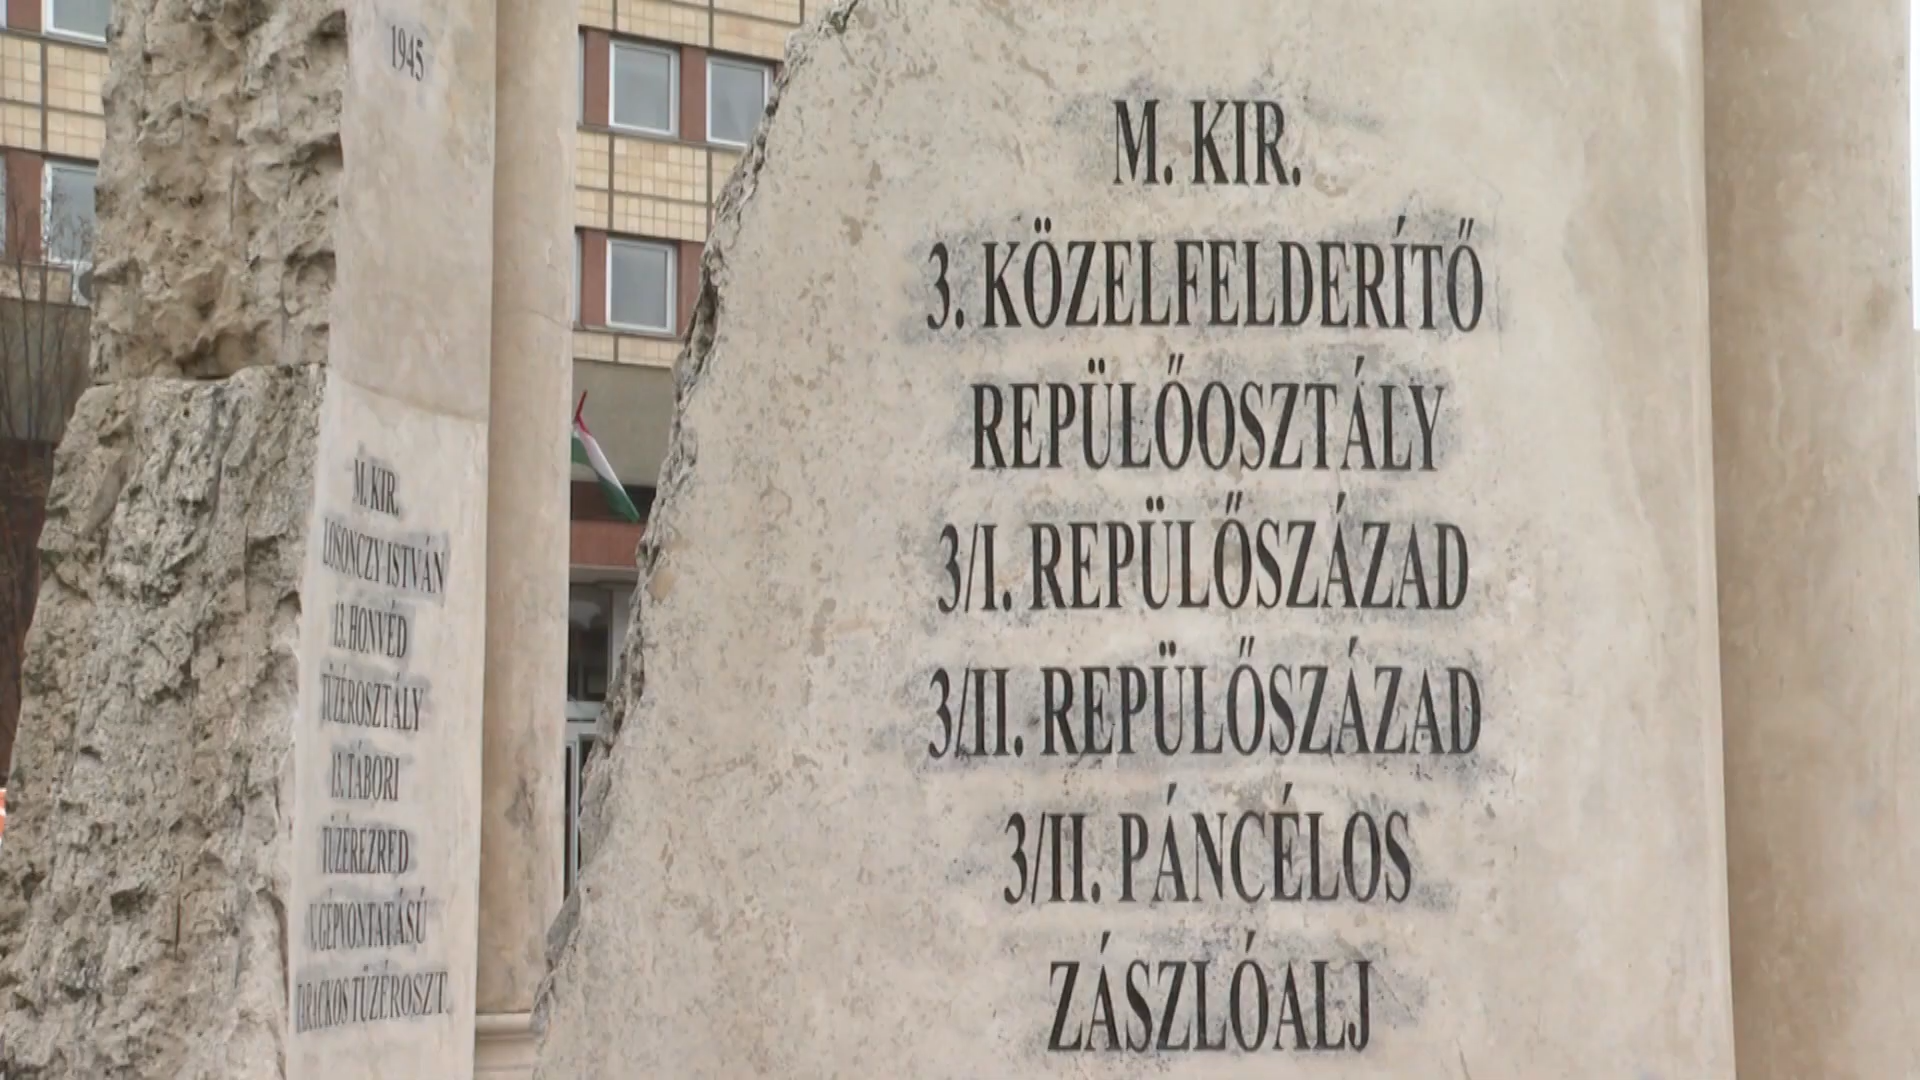 1945
M. KIR.
LOSONCZY ISTVÁN
13. HONVÉD
TÜZÉROSZTÁLY
13. TÁBORI
TÜZÉREZRED
V. GÉPVONTATÁSÚ
TARACKOS TÜZÉROSZT.
M. KIR.
3. KÖZELFELDERÍTŐ
REPÜLŐOSZTÁLY
3/I. REPÜLŐSZÁZAD
3/II. REPÜLŐSZÁZAD
3/II. PÁNCÉLOS
ZÁSZLÓALJ